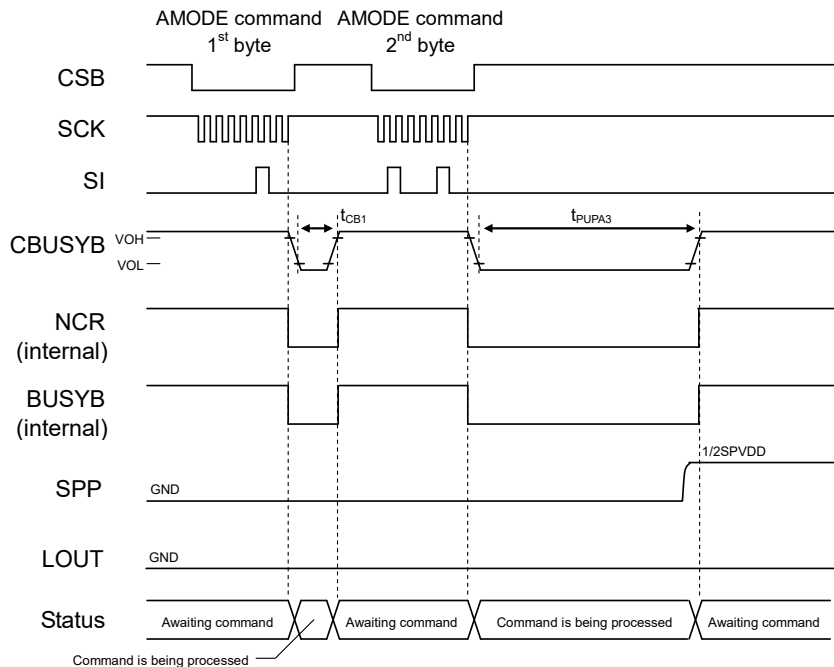 AMODE command
1st byte
AMODE command
2nd byte
CSB
SCK
SI
tCB1
tPUPA3
CBUSYB
VOH
VOL
NCR
(internal)
BUSYB
(internal)
SPP
GND
1/2SPVDD
LOUT
GND
Status
Awaiting command
Awaiting command
Command is being processed
Awaiting command
Command is being processed